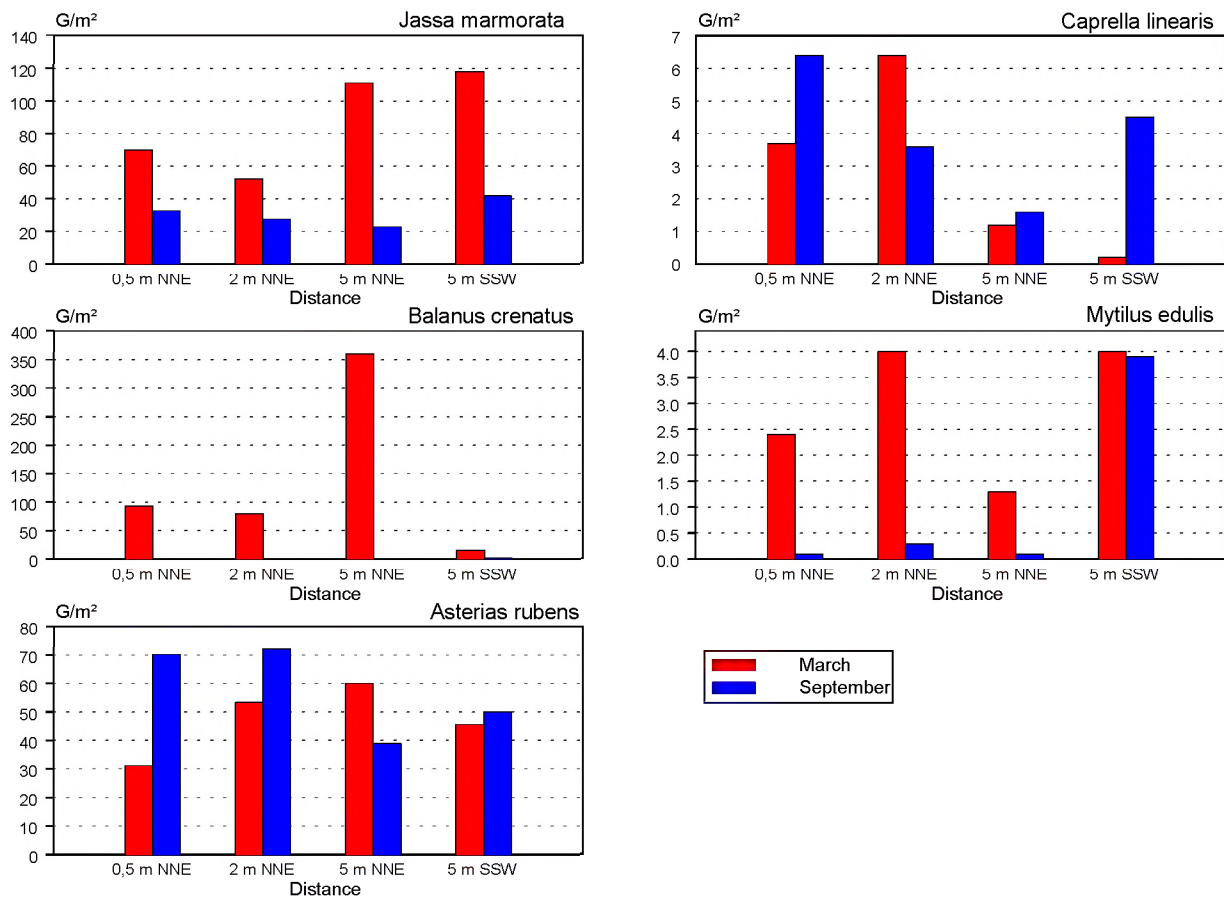 G/m² Jassa marmorata
140
120
100
80
60
40
20
0
0,5 m NNE 2 m NNE 5 m NNE 5 m SSW
Distance
G/m² Caprella linearis
7
6
5
4
3
2
1
0
0,5 m NNE 2 m NNE 5 m NNE 5 m SSW
Distance
G/m² Balanus crenatus
400
350
300
250
200
150
100
50
0
0,5 m NNE 2 m NNE 5 m NNE 5 m SSW
Distance
G/m² Mytilus edulis
4.0
3.5
3.0
2.5
2.0
1.5
1.0
0.5
0.0
0,5 m NNE 2 m NNE 5 m NNE 5 m SSW
Distance
G/m² Asterias rubens
80
70
60
50
40
30
20
10
0
0,5 m NNE 2 m NNE 5 m NNE 5 m SSW
Distance
March
September